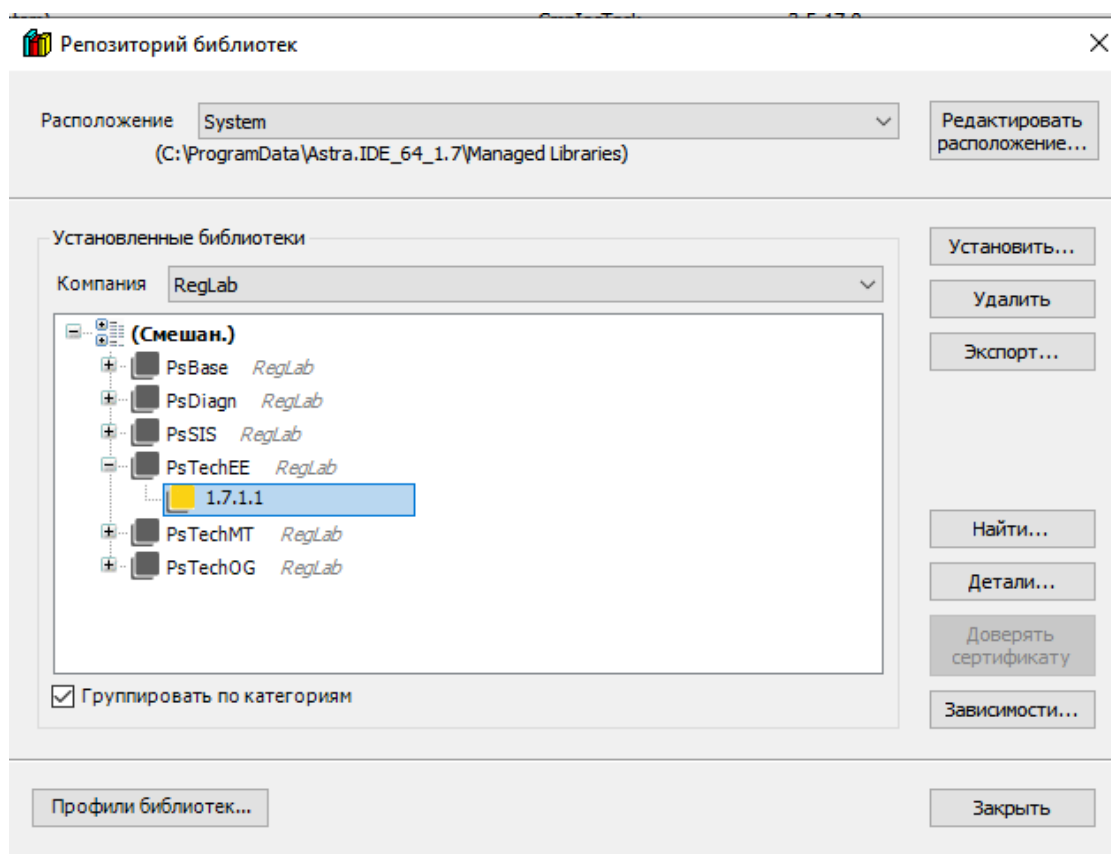 Репозиторий библиотек
Расположение System
(C:\ProgramData\Astra.IDE_64_1.7\Managed Libraries)
Редактировать
расположение...
Установленные библиотеки
Компания RegLab
(Смешан.)
PsBase RegLab
PsDiagn RegLab
PsSIS RegLab
PsTechEE RegLab
1.7.1.1
PsTechMT RegLab
PsTechOG RegLab
Группировать по категориям
Установить...
Удалить
Экспорт...
Найти...
Детали...
Доверять
сертификату
Зависимости...
Профили библиотек...
Закрыть